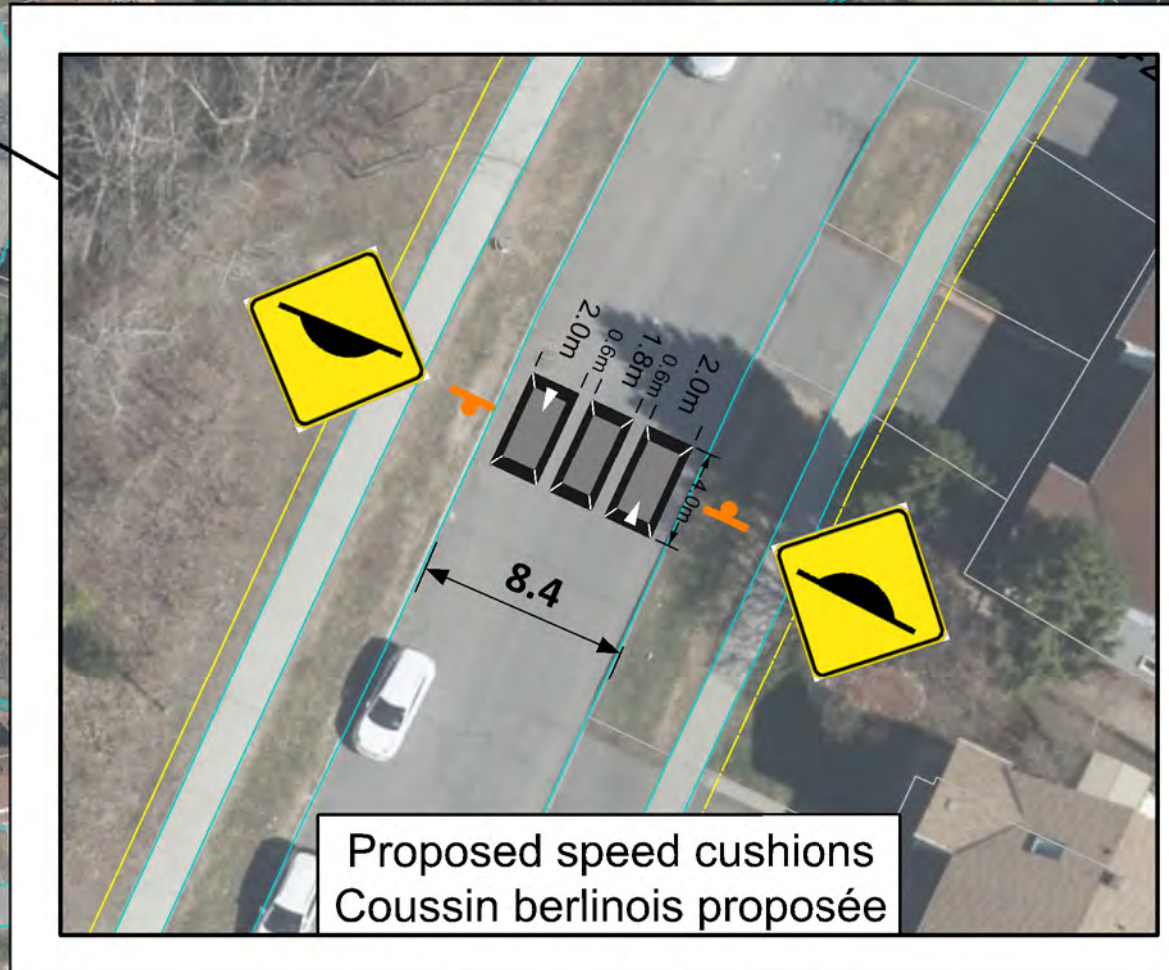 2.0m
0.6m
1.8m
0.6m
2.0m
4.0m
8.4
Proposed speed cushions
Coussin berlinois proposée